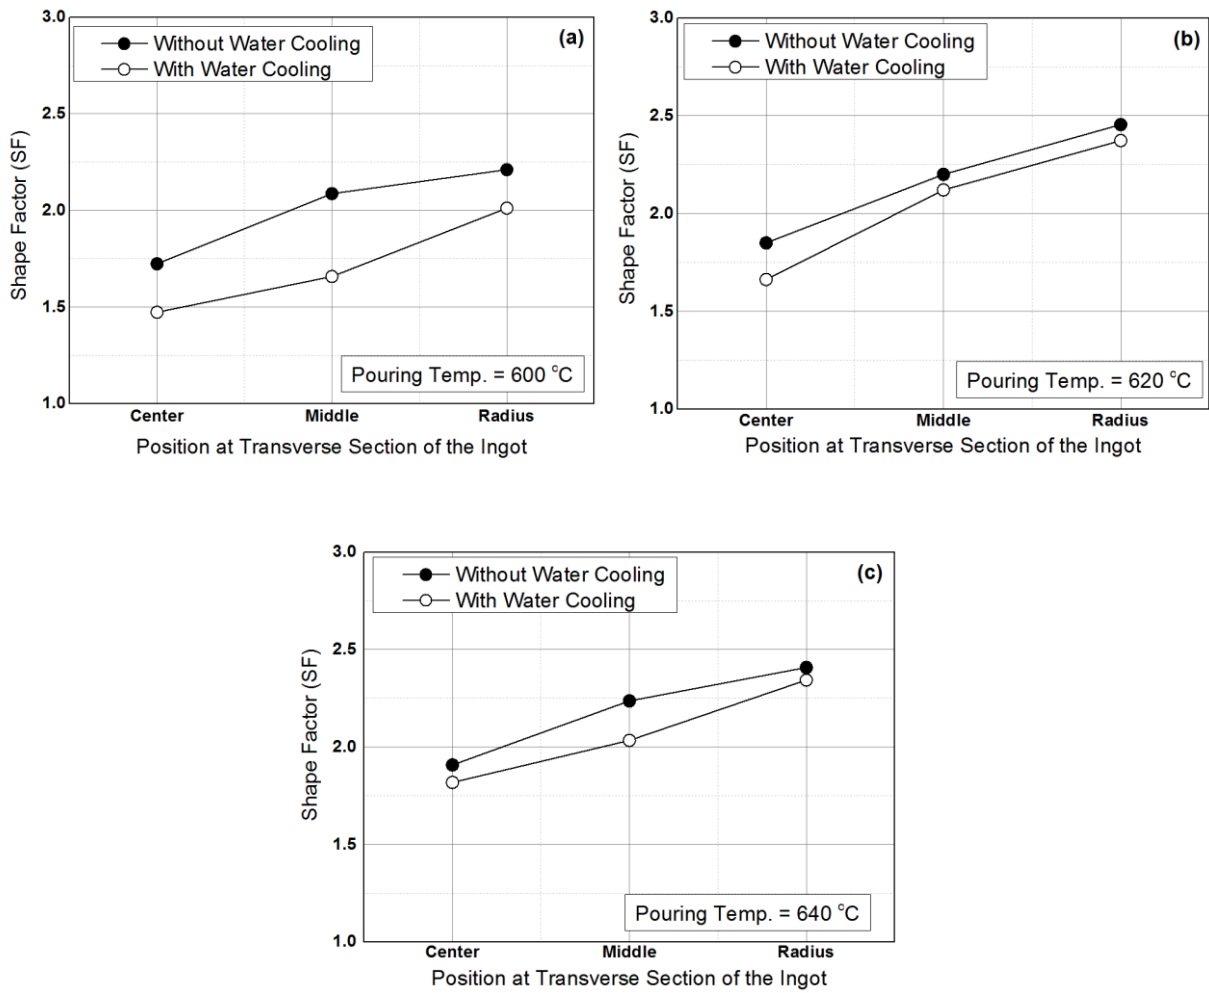 3.0
2.5
2.0
1.5
1.0
Shape Factor (SF)
Without Water Cooling
With Water Cooling
(a)
Pouring Temp. = 600 °C
Center Middle Radius
Position at Transverse Section of the Ingot
3.0
2.5
2.0
1.5
1.0
Shape Factor (SF)
Without Water Cooling
With Water Cooling
(b)
Pouring Temp. = 620 °C
Center Middle Radius
Position at Transverse Section of the Ingot
3.0
2.5
2.0
1.5
1.0
Shape Factor (SF)
Without Water Cooling
With Water Cooling
(c)
Pouring Temp. = 640 °C
Center Middle Radius
Position at Transverse Section of the Ingot